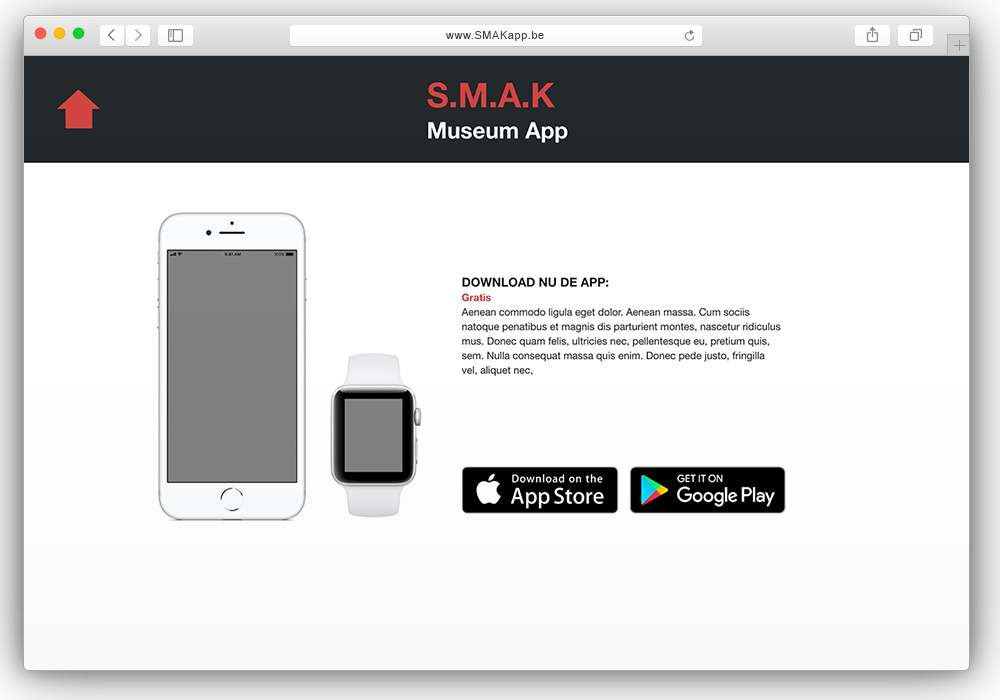 www.SMAKapp.be
S.M.A.K
Museum App
9:41 AM
100%
DOWNLOAD NU DE APP:
Gratis
Aenean commodo ligula eget dolor. Aenean massa. Cum sociis
natoque penatibus et magnis dis parturient montes, nascetur ridiculus
mus. Donec quam felis, ultricies nec, pellentesque eu, pretium quis,
sem. Nulla consequat massa quis enim. Donec pede justo, fringilla
vel, aliquet nec,
Download on the
App Store
GET IT ON
Google Play